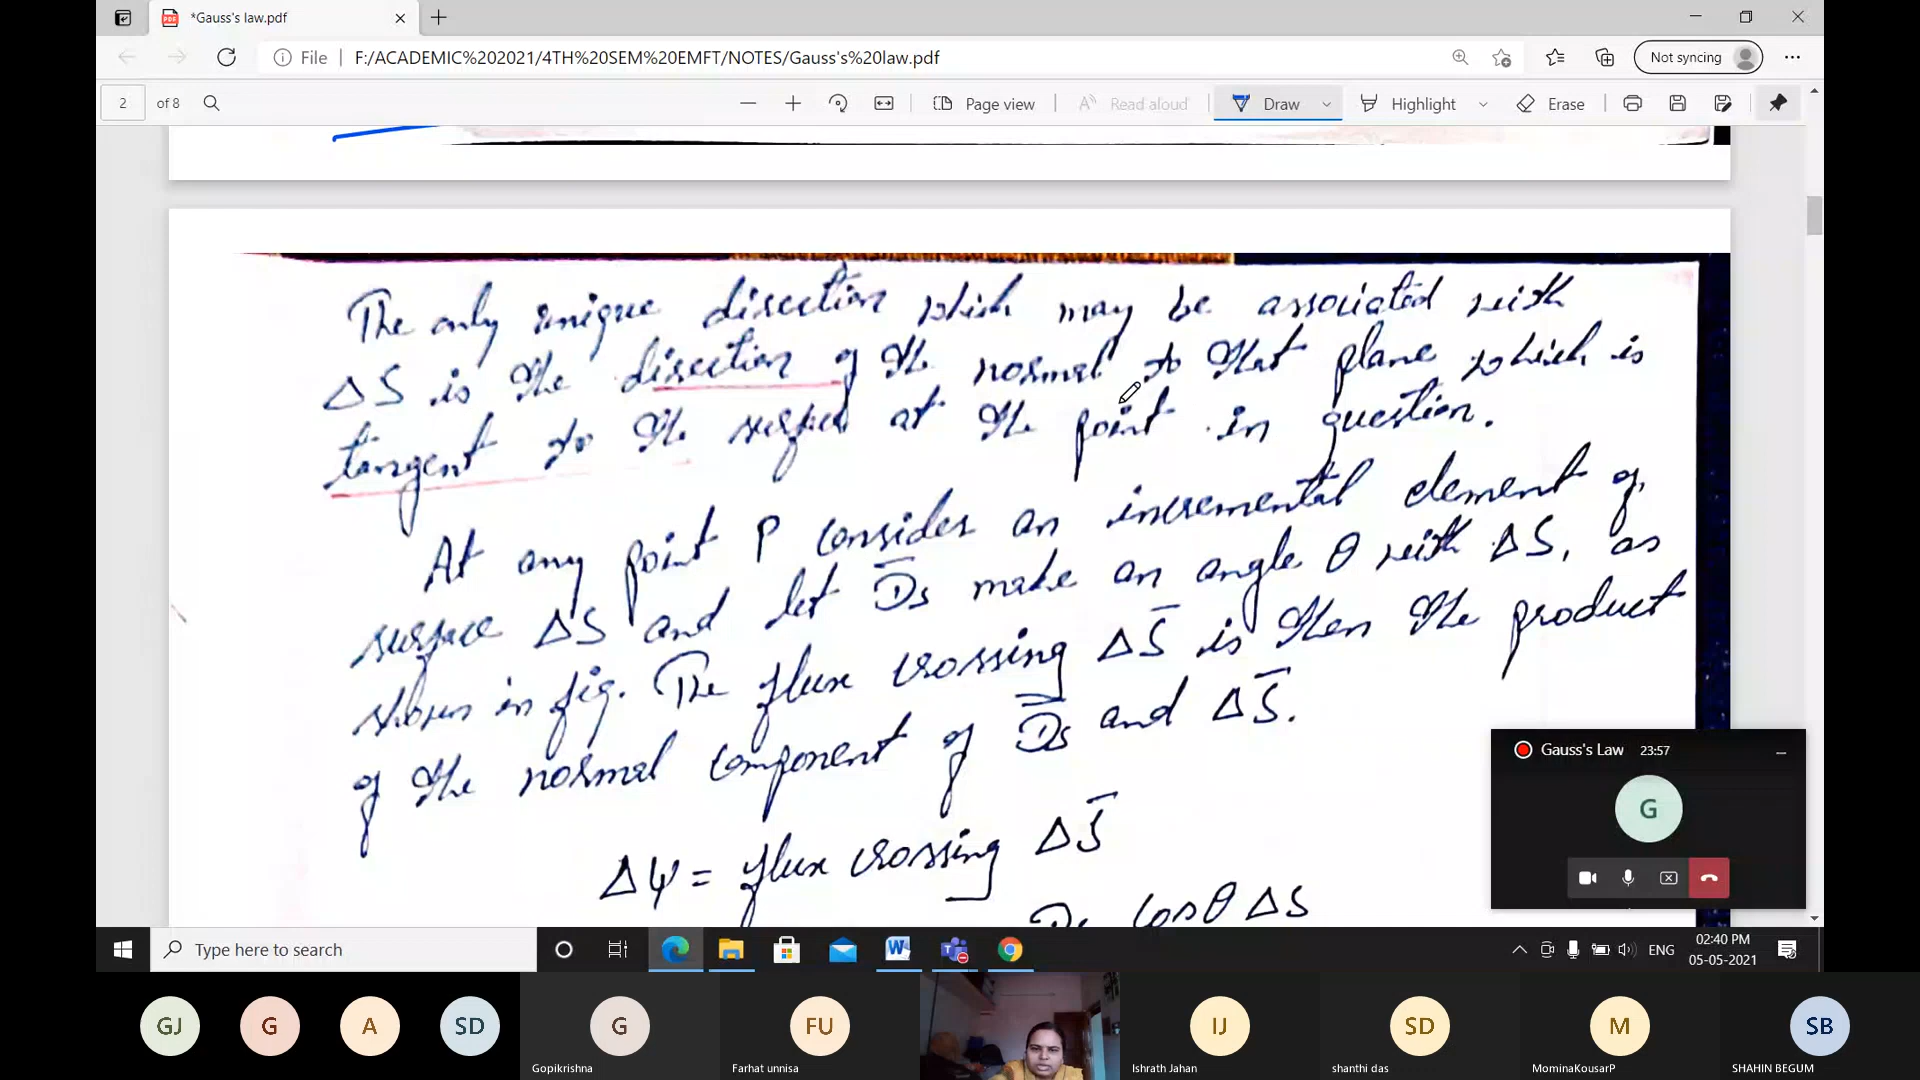 *Gauss's law.pdf
File F:/ACADEMIC%202021/4TH%20SEM%20EMFT/NOTES/Gauss's%20law.pdf
Not syncing
2 of 8
Page view
Read aloud
Draw
Highlight
Erase
The only unique direction which may be associated with
ΔS is the direction of the normal to that plane which is
tangent to the surface at the point in question.
At any point P consider an incremental element of
surface ΔS and let D̅s make an angle θ with ΔS, as
shown in fig. The flux crossing ΔS̅ is then the product
of the normal component of D̅s and ΔS̅.
Δψ = flux crossing ΔS̅
Ds cosθ ΔS
Gauss's Law 23:57
G
Type here to search
ENG
02:40 PM
05-05-2021
GJ
G
A
SD
G
Gopikrishna
FU
Farhat unnisa
IJ
Ishrath Jahan
SD
shanthi das
M
MominaKousarP
SB
SHAHIN BEGUM